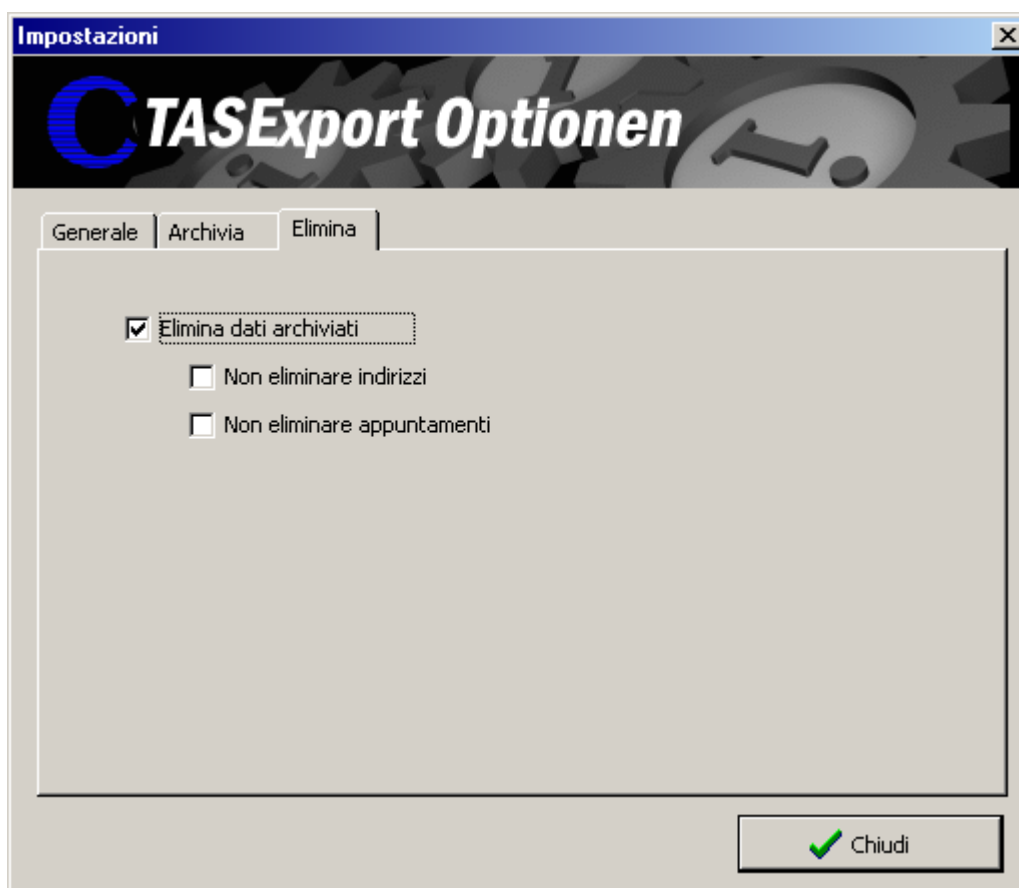 Impostazioni
C TASExport Optionen
Generale Archivia Elimina
Elimina dati archiviati
Non eliminare indirizzi
Non eliminare appuntamenti
Chiudi